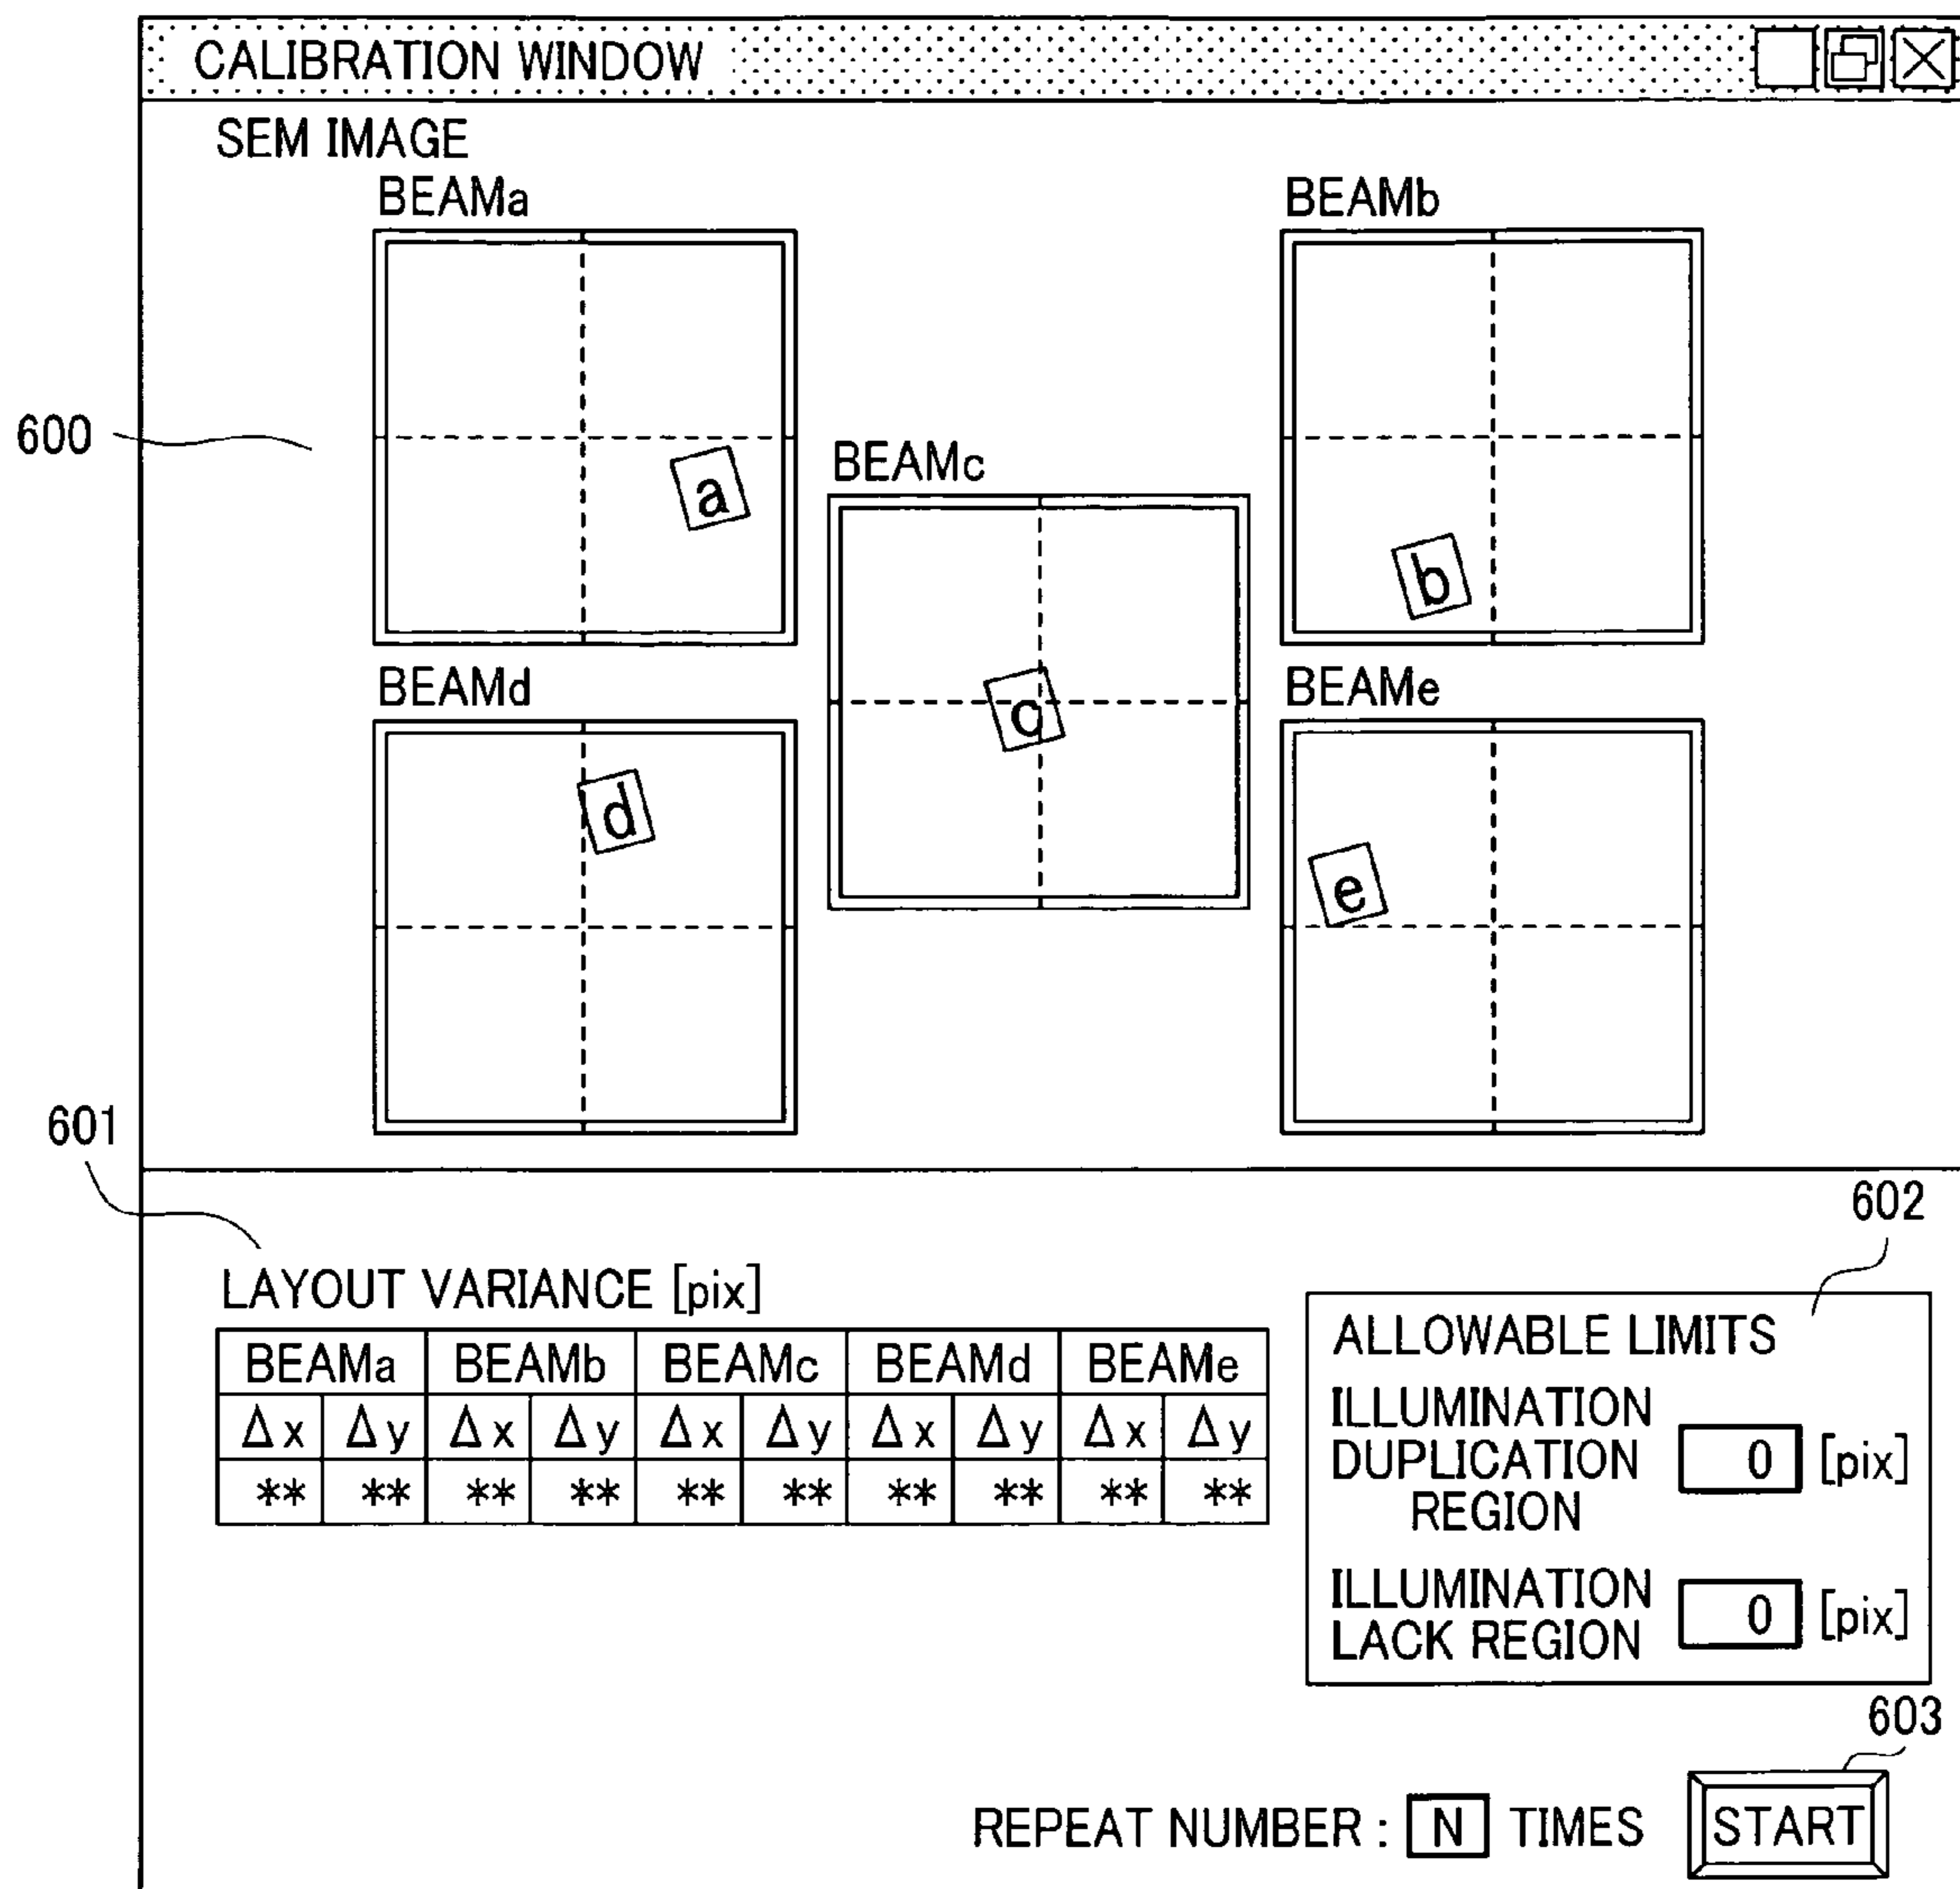 CALIBRATION WINDOW
SEM IMAGE
BEAMa
BEAMb
600
a
BEAMc
b
BEAMd
c
BEAMe
d
e
601
602
LAYOUT VARIANCE [pix]
BEAMa BEAMb BEAMc BEAMd BEAMe
Δx Δy Δx Δy Δx Δy Δx Δy Δx Δy
** ** ** ** ** ** ** ** ** **
ALLOWABLE LIMITS
ILLUMINATION
DUPLICATION 0 [pix]
REGION
ILLUMINATION
LACK REGION 0 [pix]
603
REPEAT NUMBER : N TIMES START